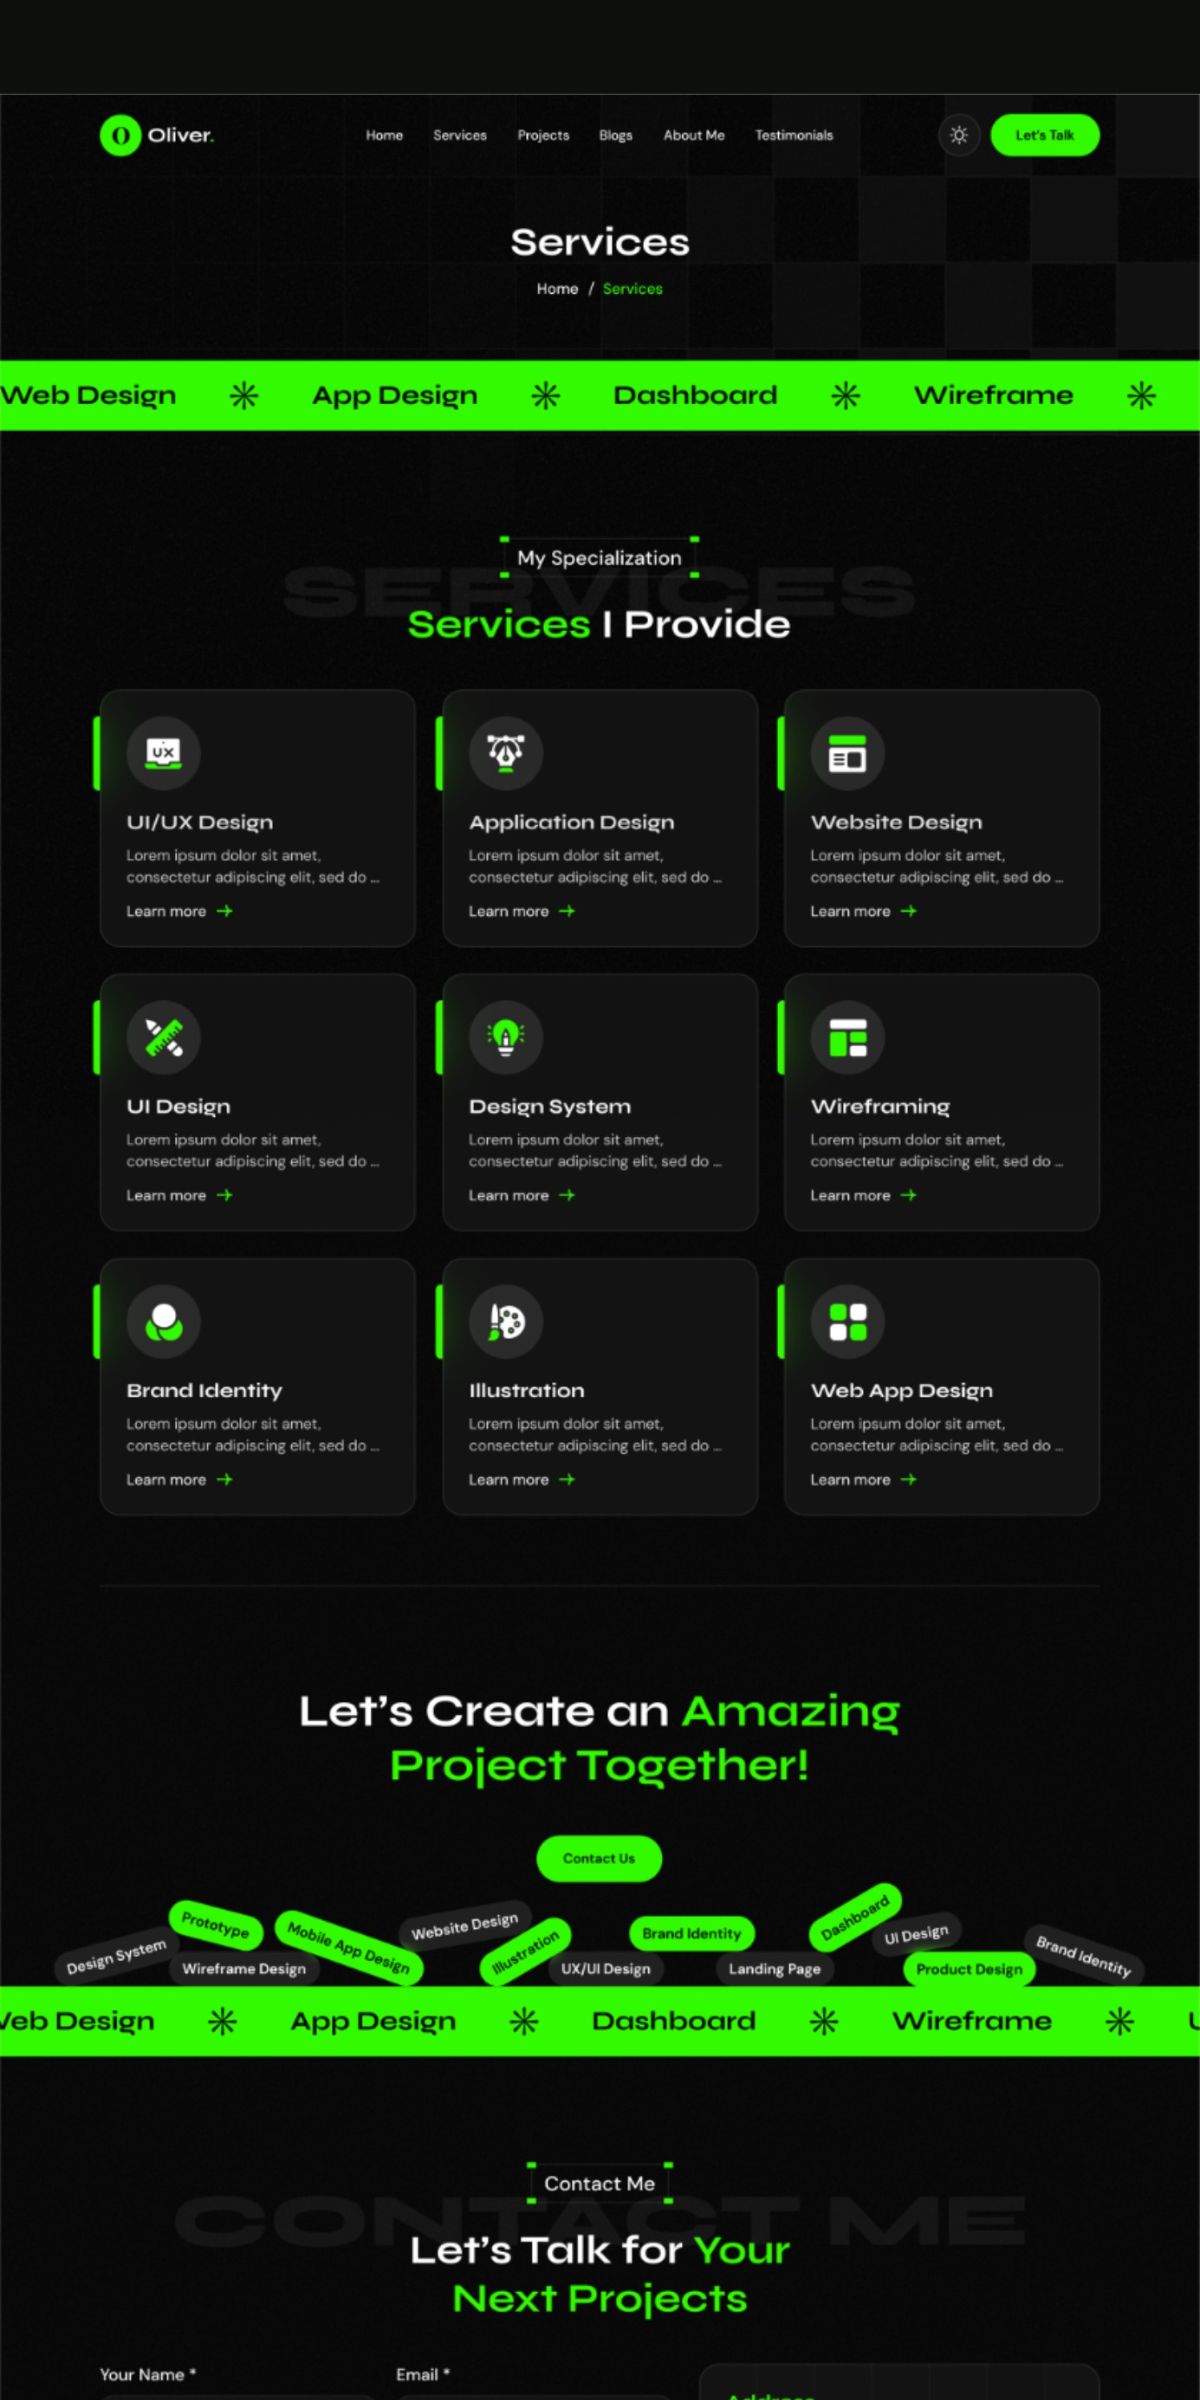 O Oliver.
Home Services Projects Blogs About Me Testimonials
Let's Talk
Services
Home / Services
Web Design App Design Dashboard Wireframe
My Specialization
SERVICES
Services I Provide
UX
UI/UX Design
Lorem ipsum dolor sit amet,
consectetur adipiscing elit, sed do ...
Learn more
Application Design
Lorem ipsum dolor sit amet,
consectetur adipiscing elit, sed do ...
Learn more
Website Design
Lorem ipsum dolor sit amet,
consectetur adipiscing elit, sed do ...
Learn more
UI Design
Lorem ipsum dolor sit amet,
consectetur adipiscing elit, sed do ...
Learn more
Design System
Lorem ipsum dolor sit amet,
consectetur adipiscing elit, sed do ...
Learn more
Wireframing
Lorem ipsum dolor sit amet,
consectetur adipiscing elit, sed do ...
Learn more
Brand Identity
Lorem ipsum dolor sit amet,
consectetur adipiscing elit, sed do ...
Learn more
Illustration
Lorem ipsum dolor sit amet,
consectetur adipiscing elit, sed do ...
Learn more
Web App Design
Lorem ipsum dolor sit amet,
consectetur adipiscing elit, sed do ...
Learn more
Let's Create an Amazing
Project Together!
Contact Us
Design System
Prototype
Wireframe Design
Mobile App Design
Website Design
Illustration
UX/UI Design
Brand Identity
Landing Page
Dashboard
UI Design
Product Design
Brand Identity
Web Design App Design Dashboard Wireframe
Contact Me
CONTACT ME
Let's Talk for Your
Next Projects
Your Name *
Email *